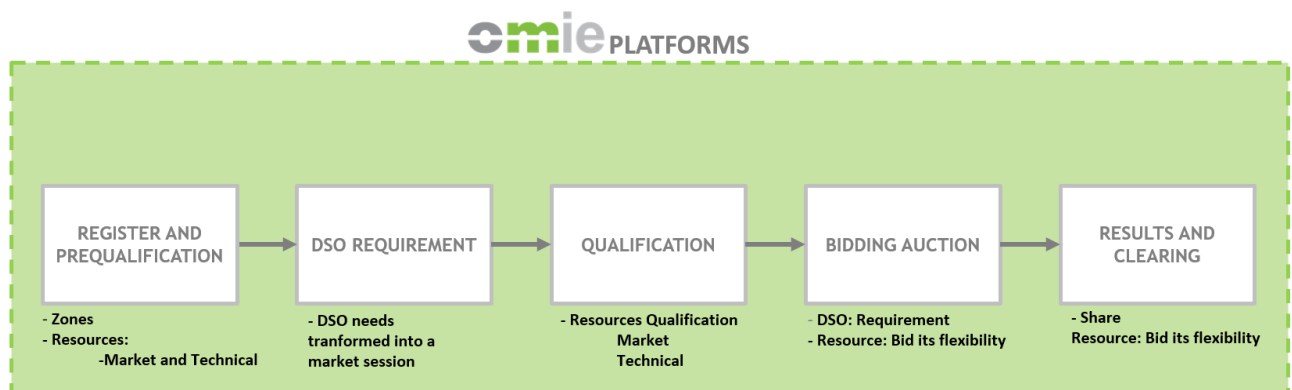 omie PLATFORMS
REGISTER AND
PREQUALIFICATION
DSO REQUIREMENT
QUALIFICATION
BIDDING AUCTION
RESULTS AND
CLEARING
- Zones
- Resources:
-Market and Technical
- DSO needs
tranformed into a
market session
- Resources Qualification
Market
Technical
- DSO: Requirement
- Resource: Bid its flexibility
- Share
Resource: Bid its flexibility